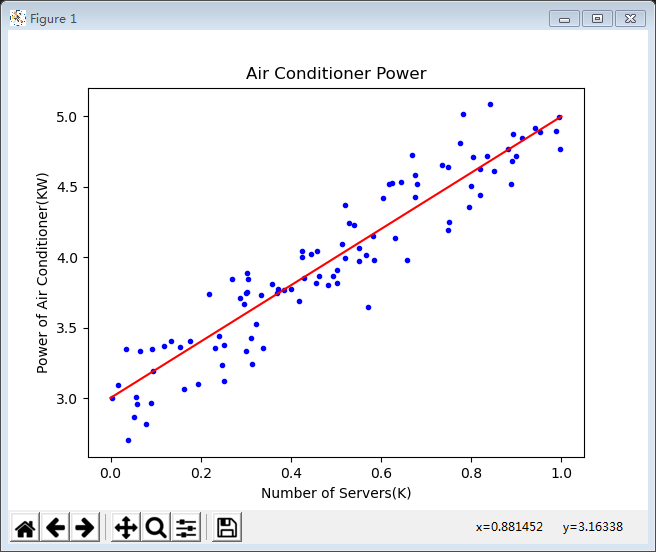 Figure 1
Air Conditioner Power
5.0
4.5
4.0
3.5
3.0
Power of Air Conditioner(KW)
0.0 0.2 0.4 0.6 0.8 1.0
Number of Servers(K)
x=0.881452 y=3.16338